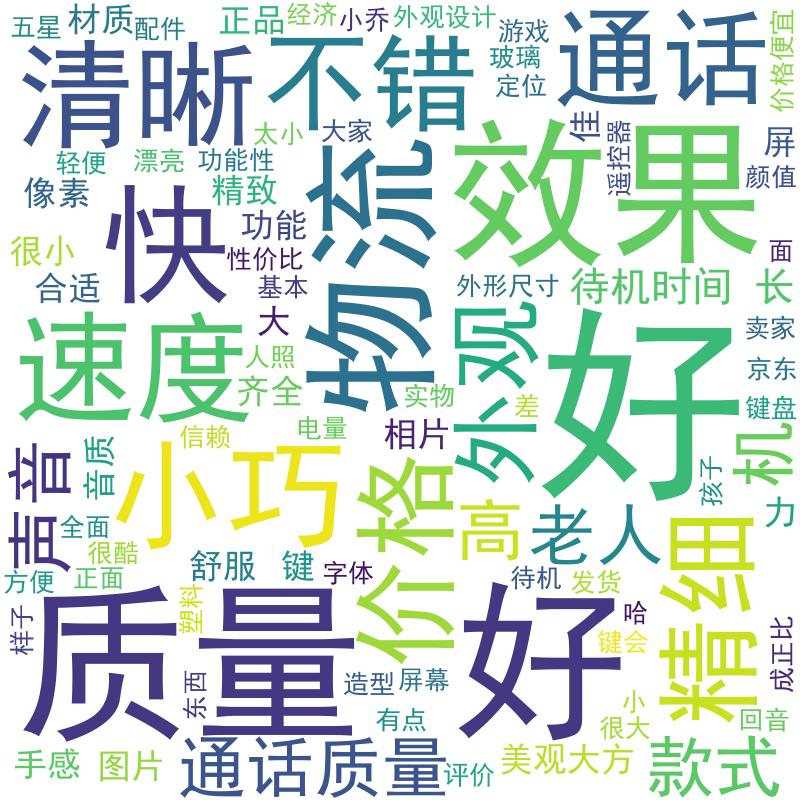 五星
材质
配件
正品
经济
小乔
外观设计
游戏
玻璃
定位
通话
价格便宜
清晰
不错
太小
大家
佳
遥控器
屏
颜值
轻便
漂亮
功能性
像素
精致
物流
效果
快
功能
很小
性价比
面
合适
基本
外形尺寸
待机时间
长
大
速度
外观
好
卖家
京东
人照
齐全
实物
差
键盘
信赖
电量
相片
机
声音
音质
小巧
价格
高
老人
孩子
力
全面
很酷
方便
正面
舒服
键
字体
待机
发货
精细
样子
质量
塑料
好
哈
键会
成正比
东西
造型
屏幕
小
很大
有点
回音
手感
图片
通话质量
评价
美观大方
款式